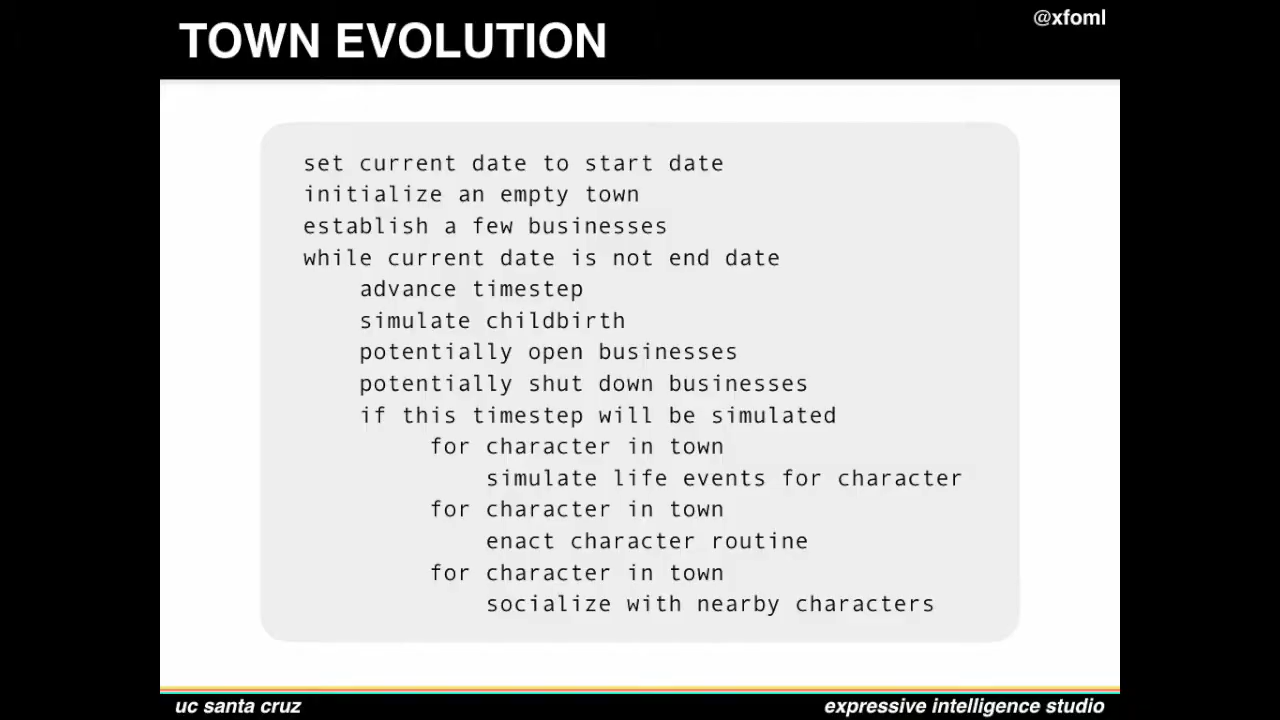 @xfoml
TOWN EVOLUTION
set current date to start date
initialize an empty town
establish a few businesses
while current date is not end date
advance timestep
simulate childbirth
potentially open businesses
potentially shut down businesses
if this timestep will be simulated
for character in town
simulate life events for character
for character in town
enact character routine
for character in town
socialize with nearby characters
uc santa cruz
expressive intelligence studio